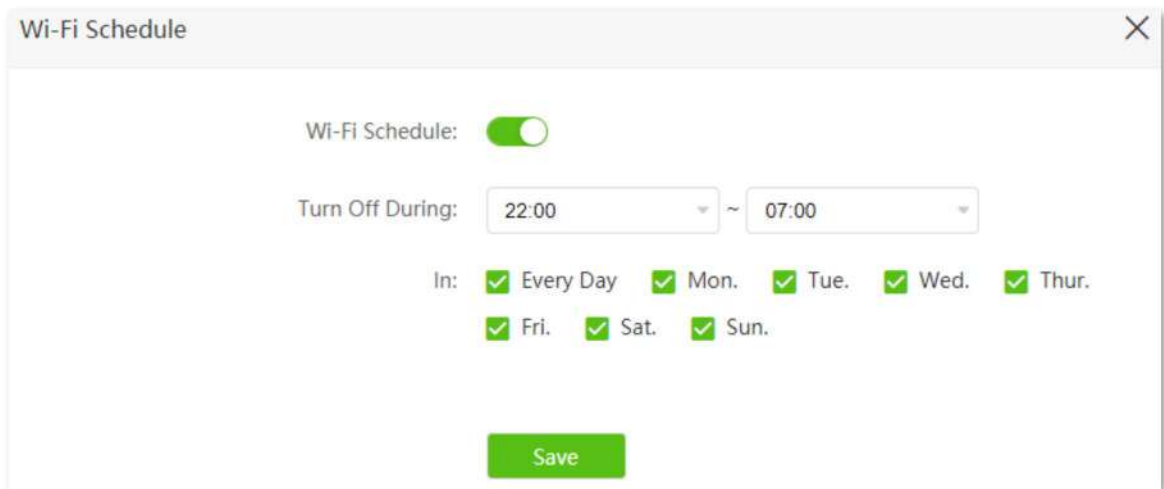 Wi-Fi Schedule
Wi-Fi Schedule:
Turn Off During: 22:00 ~ 07:00
In: Every Day Mon. Tue. Wed. Thur.
Fri. Sat. Sun.
Save